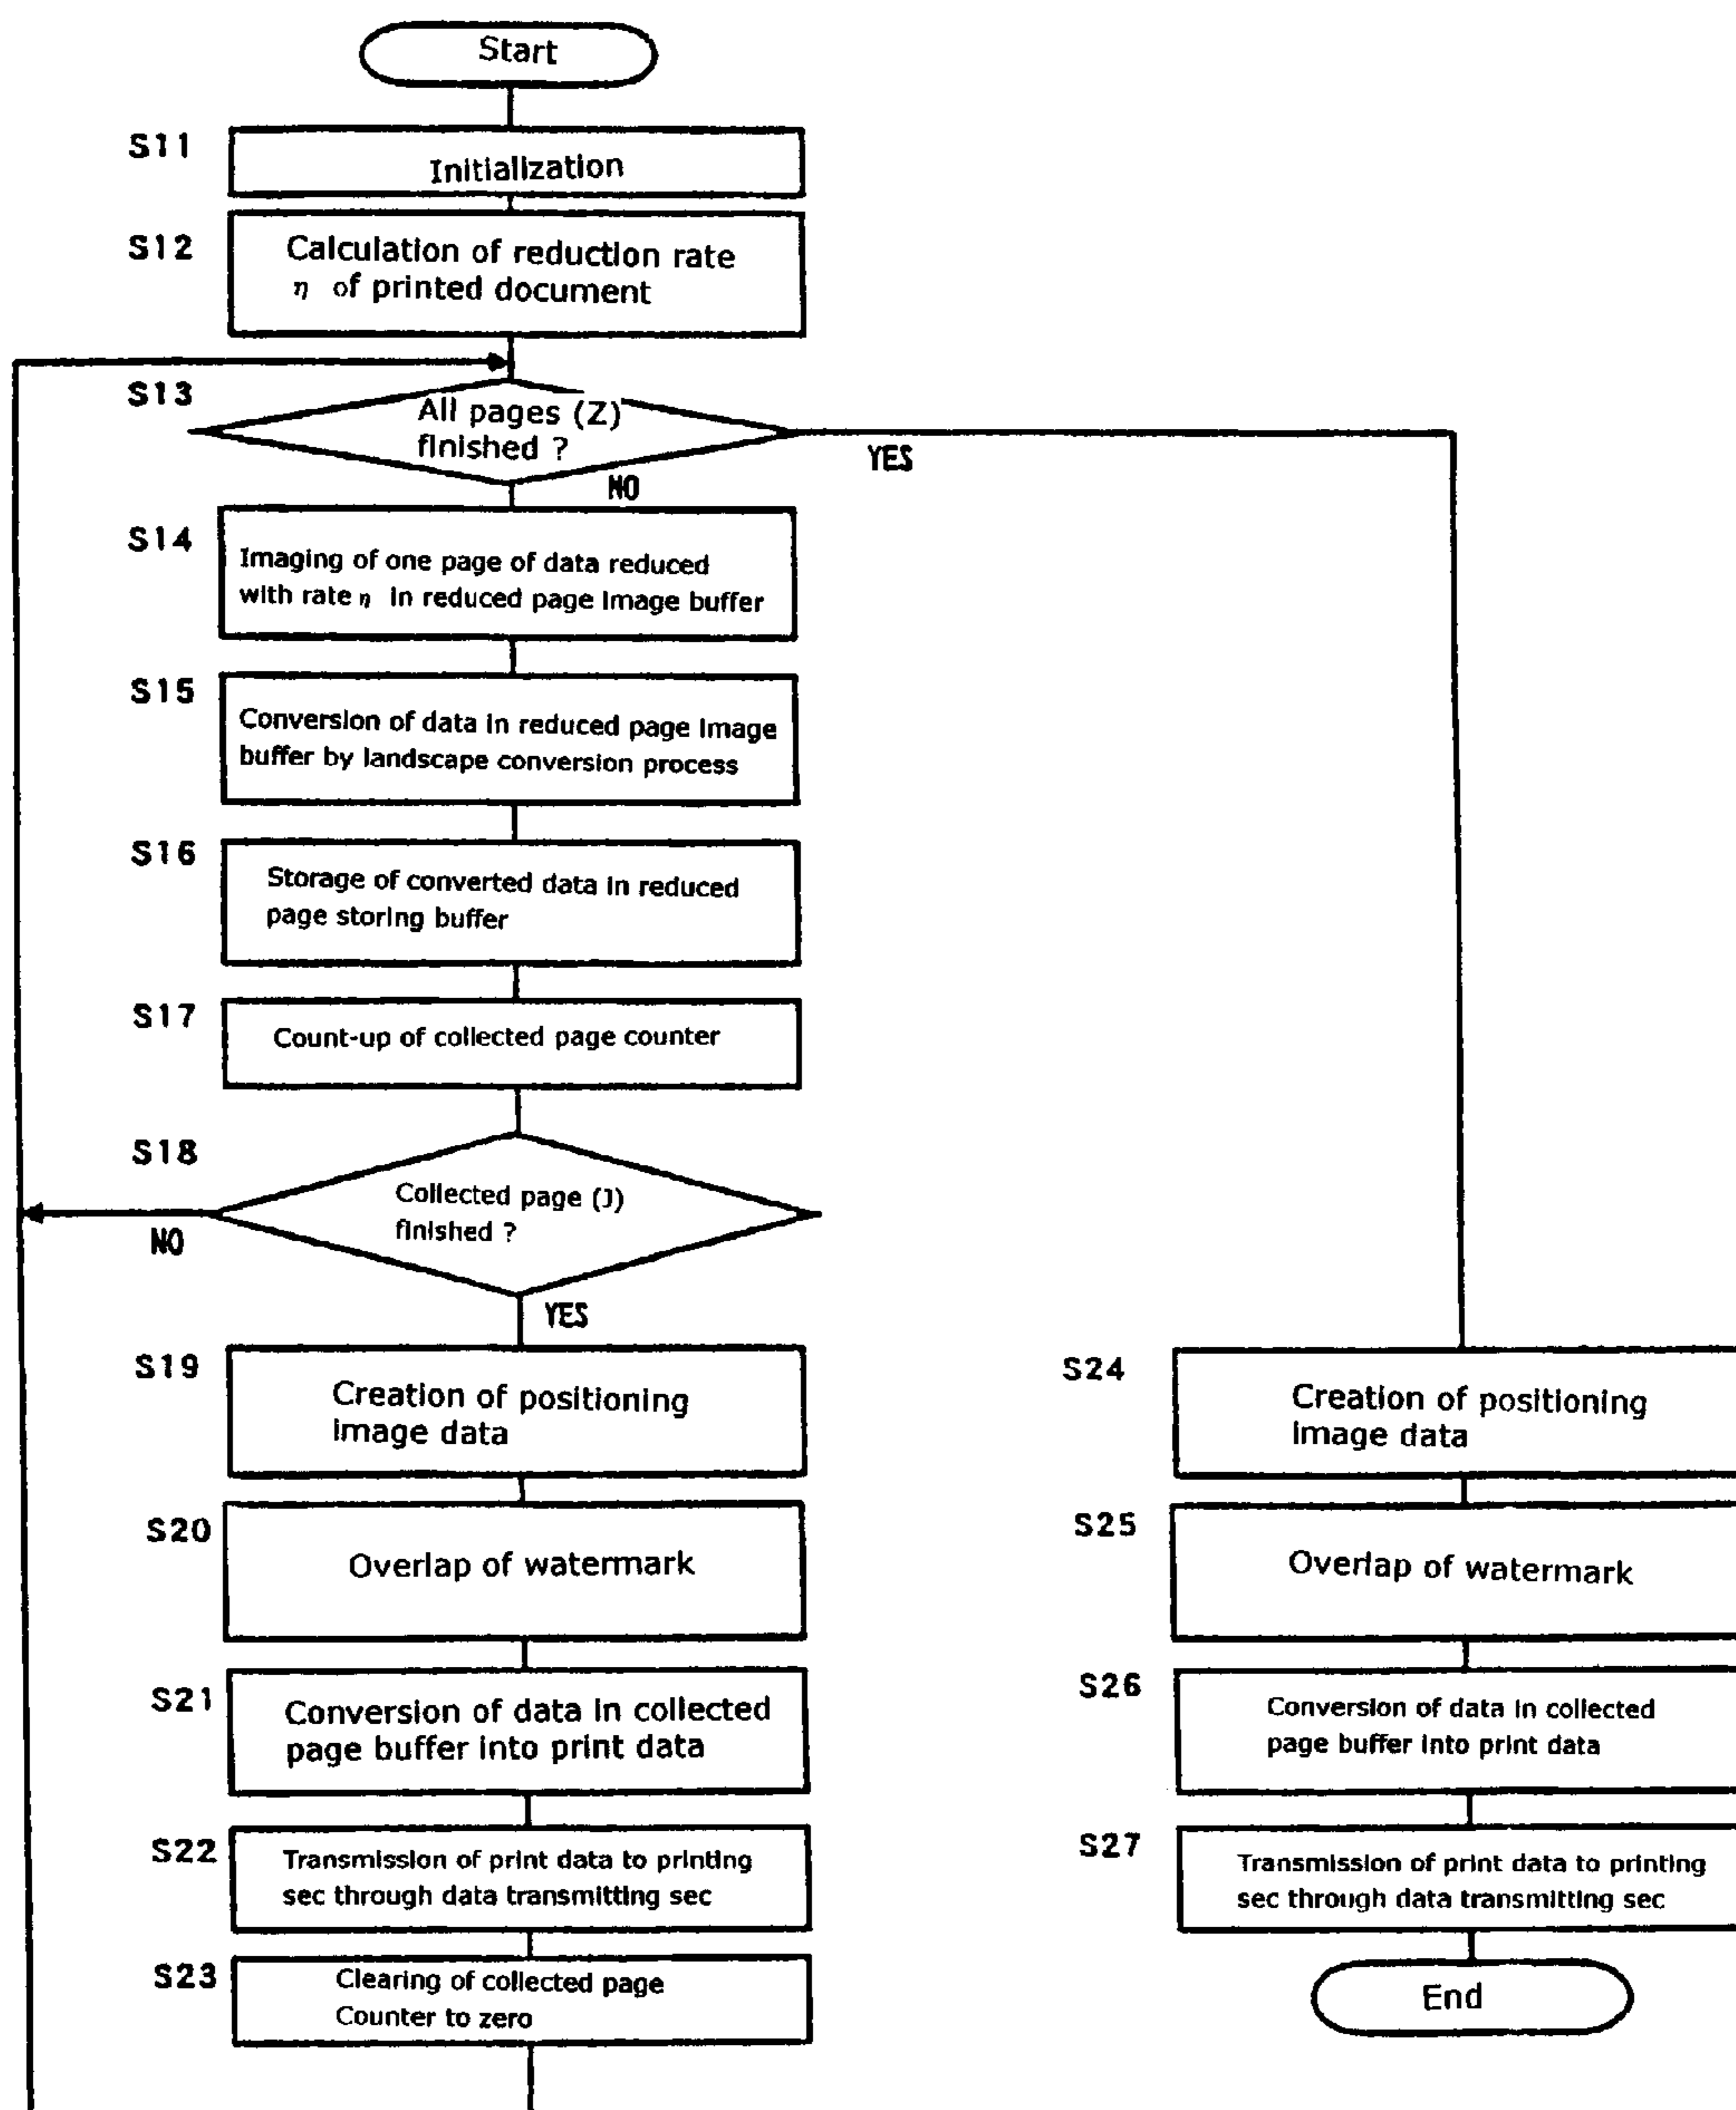 Start
S11
Initialization
S12
Calculation of reduction rate
η of printed document
S13
All pages (Z)
finished ?
YES
NO
S14
Imaging of one page of data reduced
with rate η in reduced page image buffer
S15
Conversion of data in reduced page image
buffer by landscape conversion process
S16
Storage of converted data in reduced
page storing buffer
S17
Count-up of collected page counter
S18
Collected page (J)
finished ?
NO
YES
S19
Creation of positioning
image data
S20
Overlap of watermark
S21
Conversion of data in collected
page buffer into print data
S22
Transmission of print data to printing
sec through data transmitting sec
S23
Clearing of collected page
Counter to zero
S24
Creation of positioning
image data
S25
Overlap of watermark
S26
Conversion of data in collected
page buffer into print data
S27
Transmission of print data to printing
sec through data transmitting sec
End